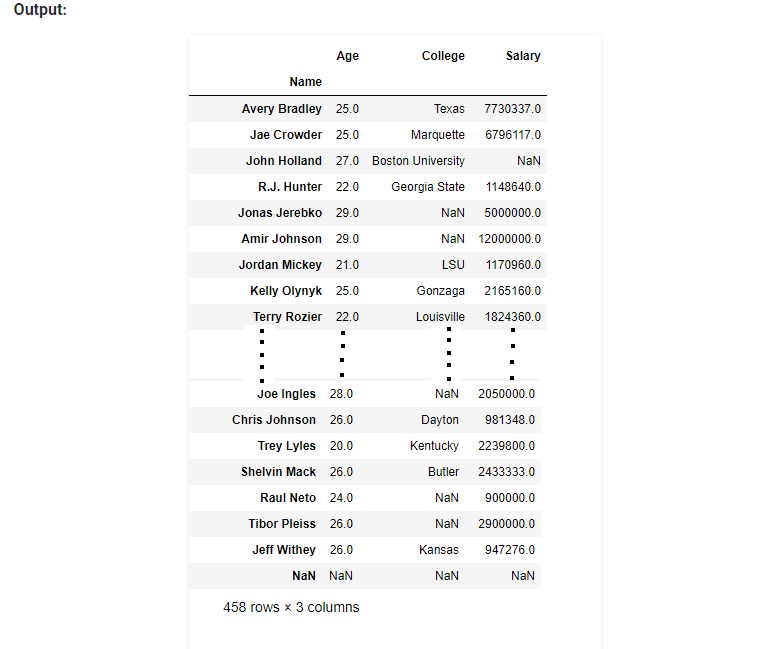 Output:
Age College Salary
Name
Avery Bradley 25.0 Texas 7730337.0
Jae Crowder 25.0 Marquette 6796117.0
John Holland 27.0 Boston University NaN
R.J. Hunter 22.0 Georgia State 1148640.0
Jonas Jerebko 29.0 NaN 5000000.0
Amir Johnson 29.0 NaN 12000000.0
Jordan Mickey 21.0 LSU 1170960.0
Kelly Olynyk 25.0 Gonzaga 2165160.0
Terry Rozier 22.0 Louisville 1824360.0
Joe Ingles 28.0 NaN 2050000.0
Chris Johnson 26.0 Dayton 981348.0
Trey Lyles 20.0 Kentucky 2239800.0
Shelvin Mack 26.0 Butler 2433333.0
Raul Neto 24.0 NaN 900000.0
Tibor Pleiss 26.0 NaN 2900000.0
Jeff Withey 26.0 Kansas 947276.0
NaN NaN NaN NaN
458 rows × 3 columns